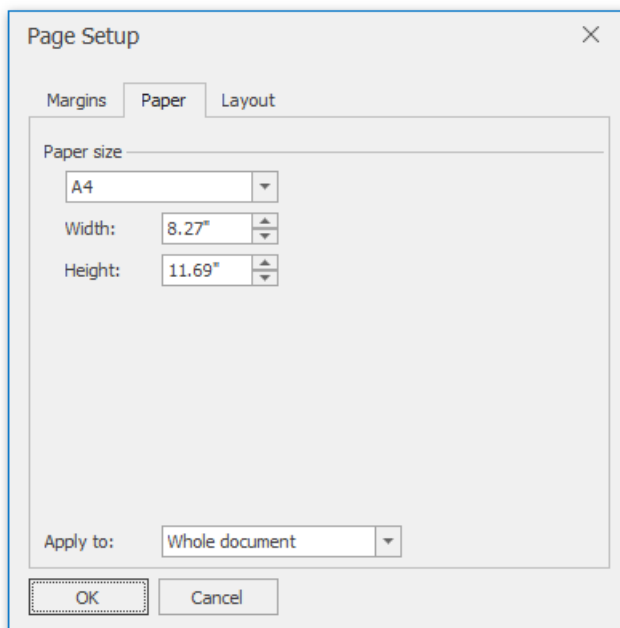 Page Setup
Margins Paper Layout
Paper size
A4
Width: 8.27"
Height: 11.69"
Apply to: Whole document
OK Cancel